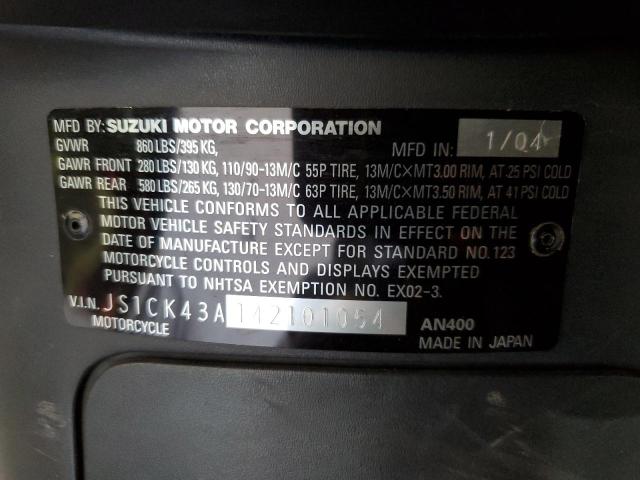 MFD BY: SUZUKI MOTOR CORPORATION
GVWR 860 LBS/395 KG, MFD IN: 1/04
GAWR FRONT 280 LBS/130 KG, 110/90-13M/C 55P TIRE, 13M/C×MT3.00 RIM, AT 25 PSI COLD
GAWR REAR 580 LBS/265 KG, 130/70-13M/C 63P TIRE, 13M/C×MT3.50 RIM, AT 41 PSI COLD
THIS VEHICLE CONFORMS TO ALL APPLICABLE FEDERAL
MOTOR VEHICLE SAFETY STANDARDS IN EFFECT ON THE
DATE OF MANUFACTURE EXCEPT FOR STANDARD NO. 123
MOTORCYCLE CONTROLS AND DISPLAYS EXEMPTED
PURSUANT TO NHTSA EXEMPTION NO. EX02-3.
V.I.N. JS1CK43A142101054
MOTORCYCLE AN400
MADE IN JAPAN